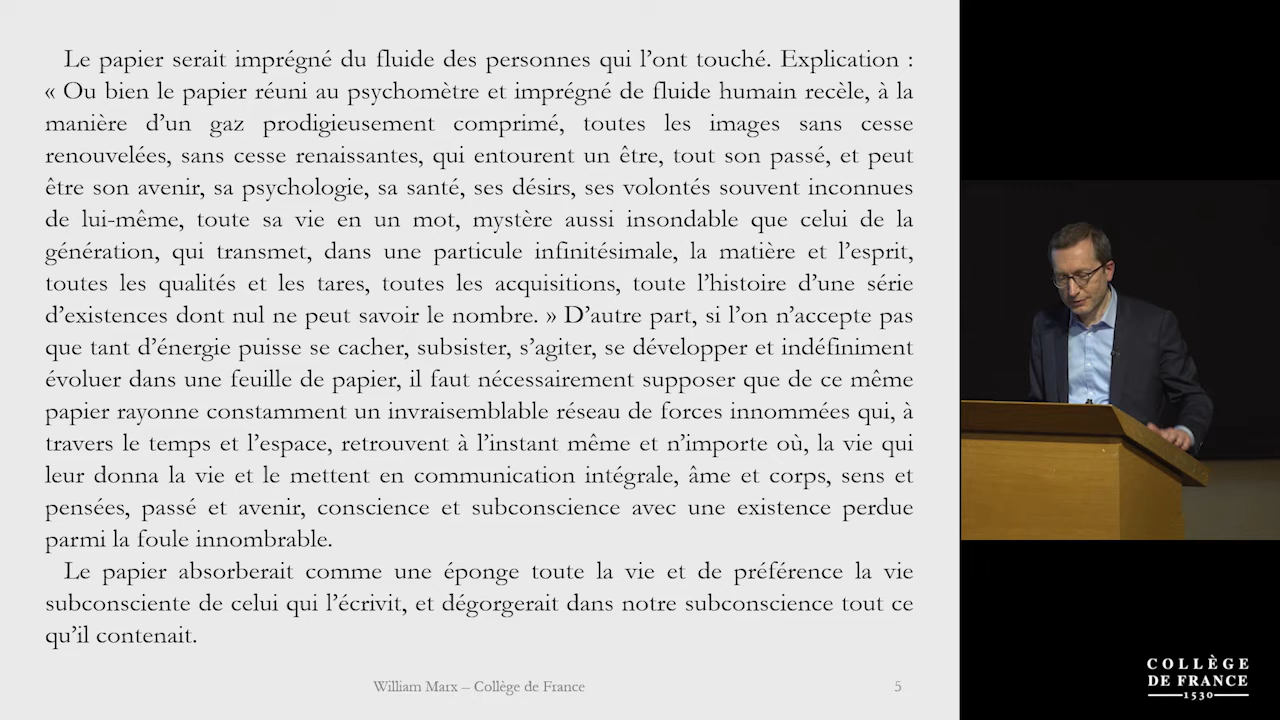 Le papier serait imprégné du fluide des personnes qui l’ont touché. Explication :
« Ou bien le papier réuni au psychomètre et imprégné de fluide humain recèle, à la
manière d’un gaz prodigieusement comprimé, toutes les images sans cesse
renouvelées, sans cesse renaissantes, qui entourent un être, tout son passé, et peut
être son avenir, sa psychologie, sa santé, ses désirs, ses volontés souvent inconnues
de lui-même, toute sa vie en un mot, mystère aussi insondable que celui de la
génération, qui transmet, dans une particule infinitésimale, la matière et l’esprit,
toutes les qualités et les tares, toutes les acquisitions, toute l’histoire d’une série
d’existences dont nul ne peut savoir le nombre. » D’autre part, si l’on n’accepte pas
que tant d’énergie puisse se cacher, subsister, s’agiter, se développer et indéfiniment
évoluer dans une feuille de papier, il faut nécessairement supposer que de ce même
papier rayonne constamment un invraisemblable réseau de forces innommées qui, à
travers le temps et l’espace, retrouvent à l’instant même et n’importe où, la vie qui
leur donna la vie et le mettent en communication intégrale, âme et corps, sens et
pensées, passé et avenir, conscience et subconscience avec une existence perdue
parmi la foule innombrable.
Le papier absorberait comme une éponge toute la vie et de préférence la vie
subconsciente de celui qui l’écrivit, et dégorgerait dans notre subconscience tout ce
qu’il contenait.
William Marx – Collège de France
5
COLLÈGE
DE FRANCE
1530